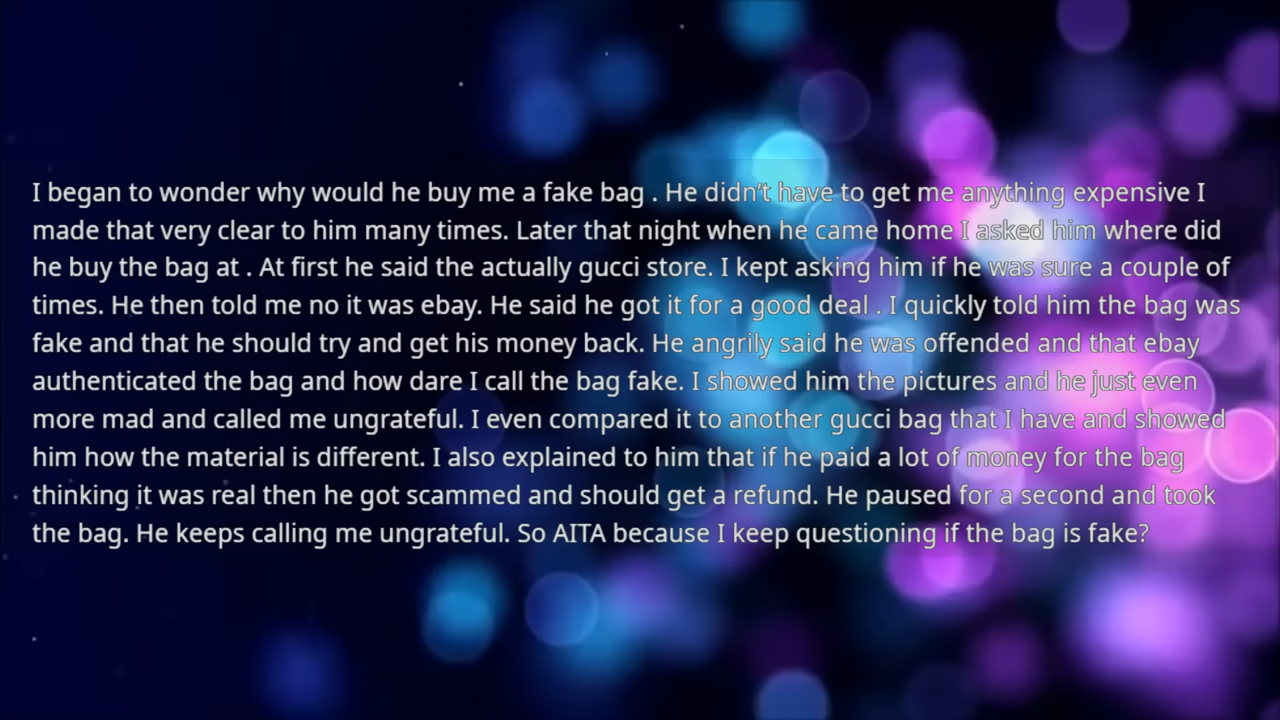 I began to wonder why would he buy me a fake bag . He didn't have to get me anything expensive I
made that very clear to him many times. Later that night when he came home I asked him where did
he buy the bag at . At first he said the actually gucci store. I kept asking him if he was sure a couple of
times. He then told me no it was ebay. He said he got it for a good deal . I quickly told him the bag was
fake and that he should try and get his money back. He angrily said he was offended and that ebay
authenticated the bag and how dare I call the bag fake. I showed him the pictures and he just even
more mad and called me ungrateful. I even compared it to another gucci bag that I have and showed
him how the material is different. I also explained to him that if he paid a lot of money for the bag
thinking it was real then he got scammed and should get a refund. He paused for a second and took
the bag. He keeps calling me ungrateful. So AITA because I keep questioning if the bag is fake?